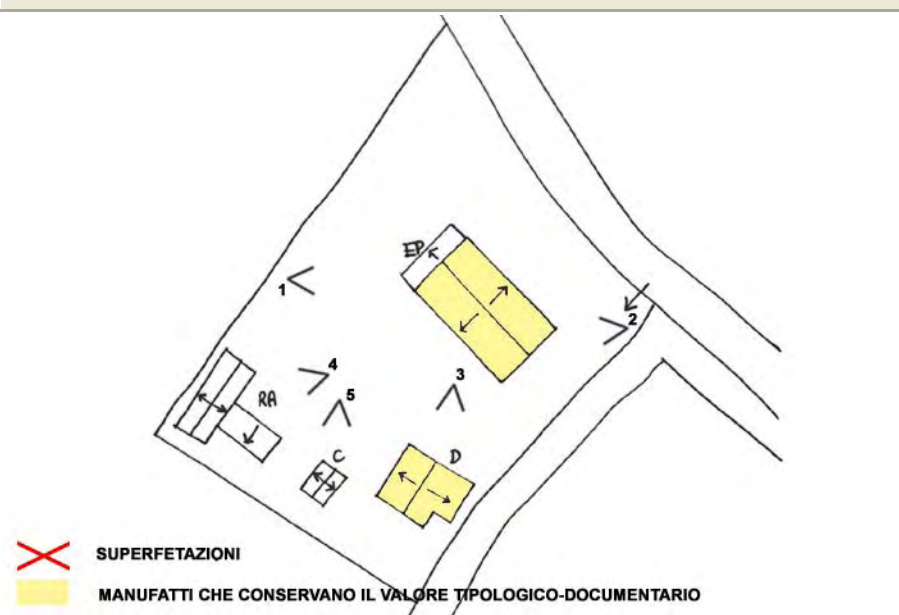 EP
1
2
4
3
5
RA
C
D
SUPERFETAZIONI
MANUFATTI CHE CONSERVANO IL VALORE TIPOLOGICO-DOCUMENTARIO